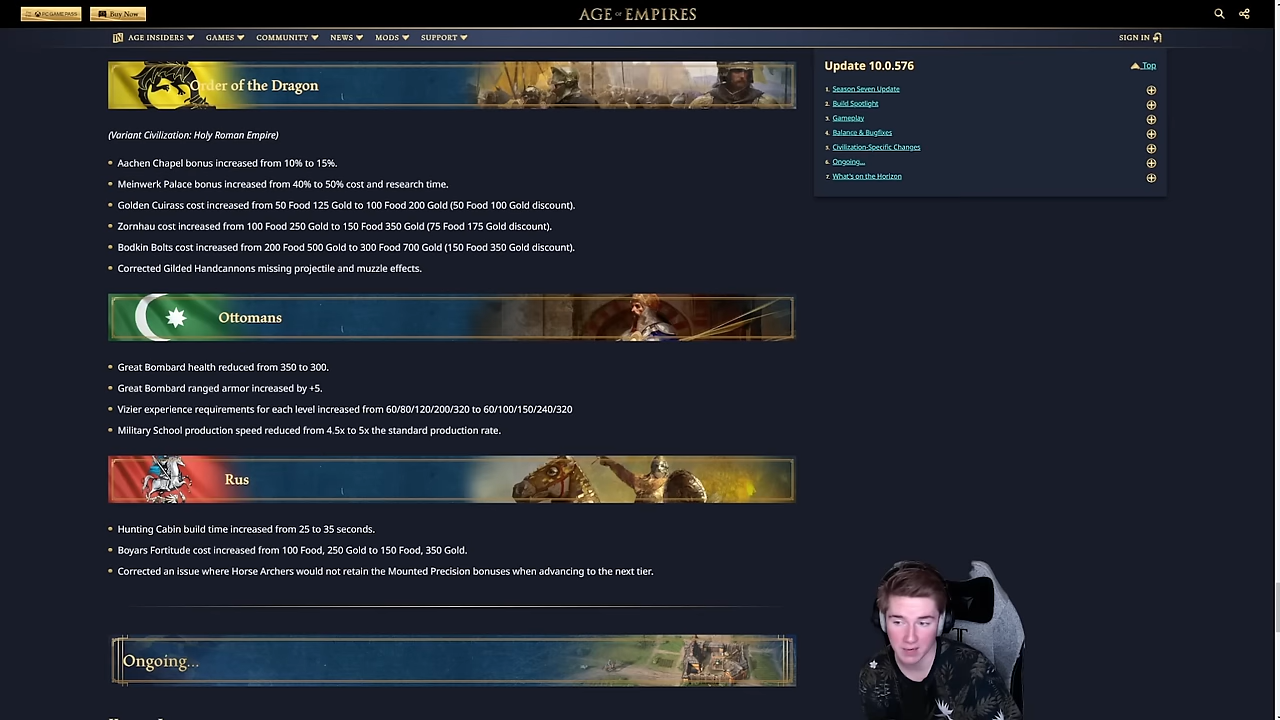 PC GAME PASS
Buy Now
AGE OF EMPIRES
AGE INSIDERS
GAMES
COMMUNITY
NEWS
MODS
SUPPORT
SIGN IN
Order of the Dragon
(Variant Civilization: Holy Roman Empire)
Aachen Chapel bonus increased from 10% to 15%.
Meinwerk Palace bonus increased from 40% to 50% cost and research time.
Golden Cuirass cost increased from 50 Food 125 Gold to 100 Food 200 Gold (50 Food 100 Gold discount).
Zornhau cost increased from 100 Food 250 Gold to 150 Food 350 Gold (75 Food 175 Gold discount).
Bodkin Bolts cost increased from 200 Food 500 Gold to 300 Food 700 Gold (150 Food 350 Gold discount).
Corrected Gilded Handcannons missing projectile and muzzle effects.
Ottomans
Great Bombard health reduced from 350 to 300.
Great Bombard ranged armor increased by +5.
Vizier experience requirements for each level increased from 60/80/120/200/320 to 60/100/150/240/320
Military School production speed reduced from 4.5x to 5x the standard production rate.
Rus
Hunting Cabin build time increased from 25 to 35 seconds.
Boyars Fortitude cost increased from 100 Food, 250 Gold to 150 Food, 350 Gold.
Corrected an issue where Horse Archers would not retain the Mounted Precision bonuses when advancing to the next tier.
Ongoing...
Update 10.0.576
Top
1. Season Seven Update
2. Build Spotlight
3. Gameplay
4. Balance & Bugfixes
5. Civilization-Specific Changes
6. Ongoing...
7. What's on the Horizon